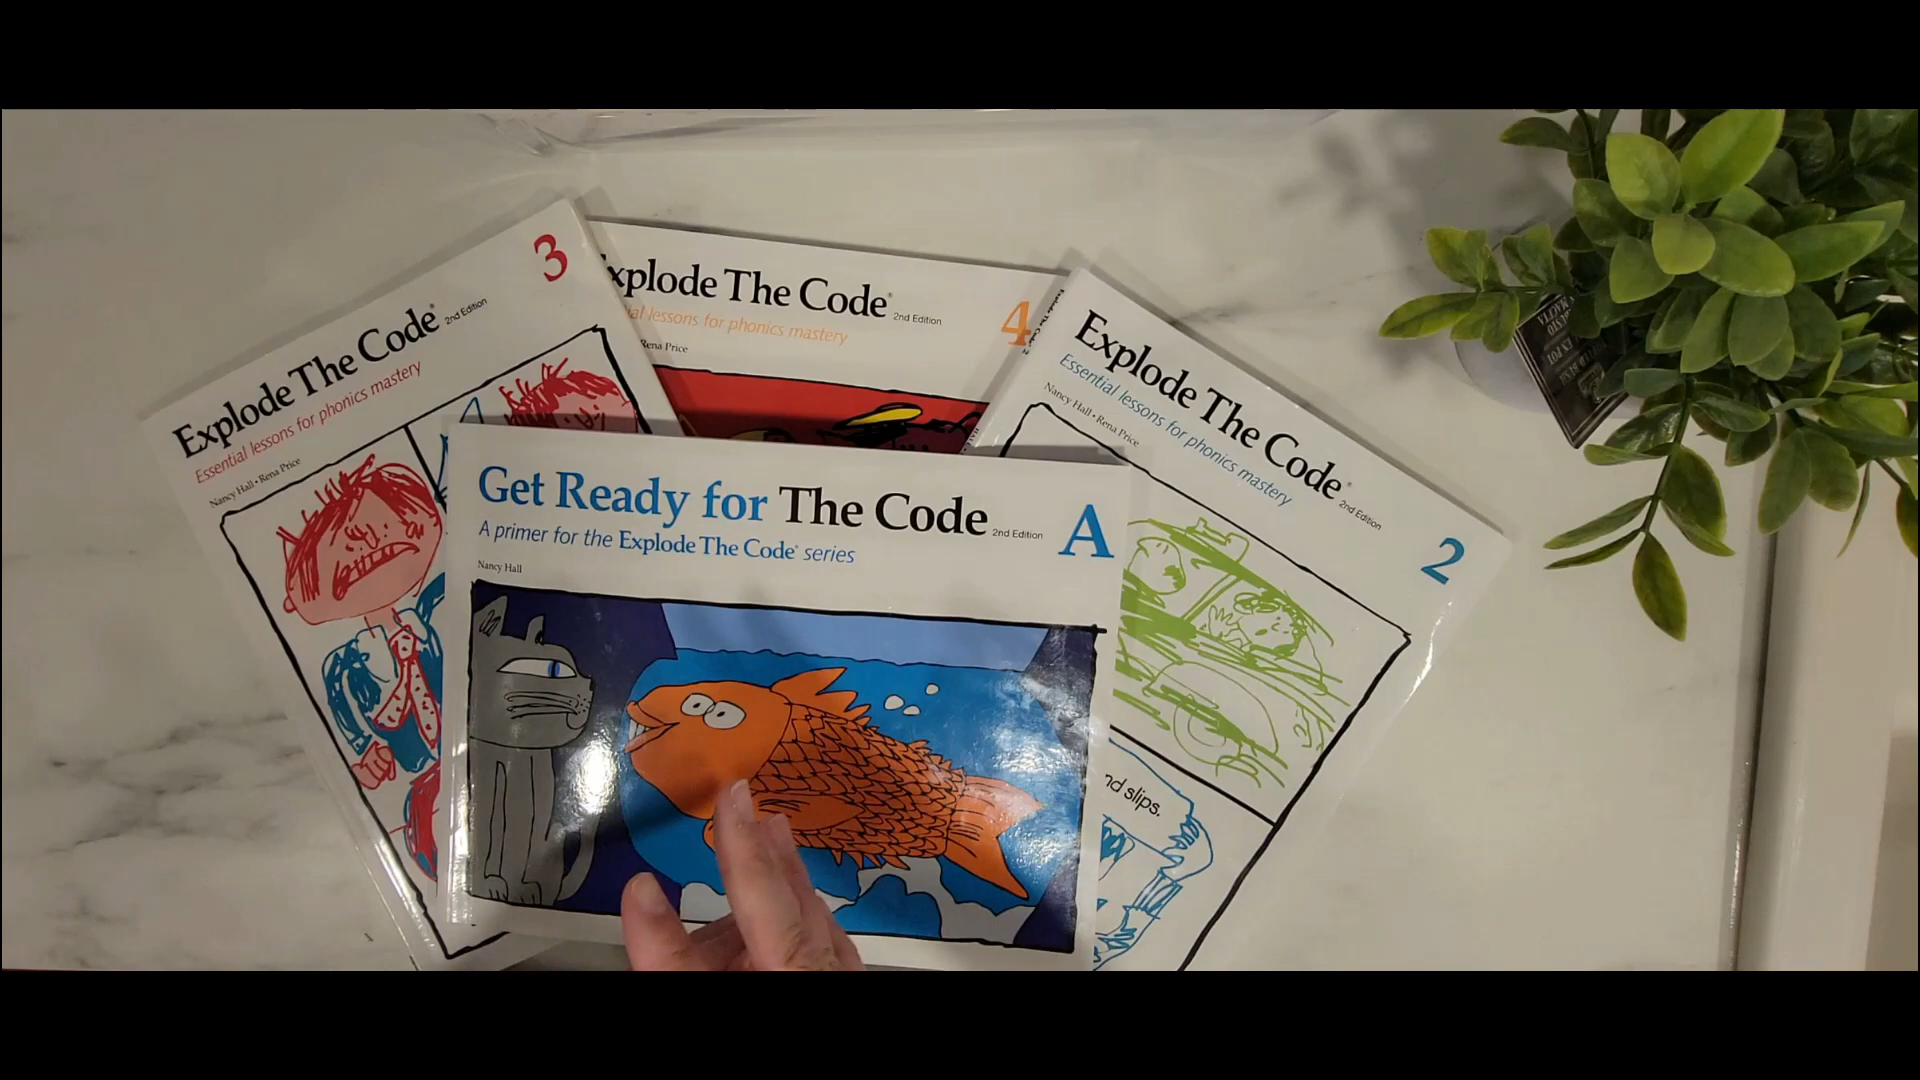 3
Explode The Code® 2nd Edition
Essential lessons for phonics mastery
Nancy Hall • Rena Price
xplode The Code® 2nd Edition
4
lessons for phonics mastery
Rena Price
Explode The Code® 2nd Edition
Essential lessons for phonics mastery
Nancy Hall • Rena Price
2
nd slips.
Get Ready for The Code 2nd Edition
A
A primer for the Explode The Code® series
Nancy Hall